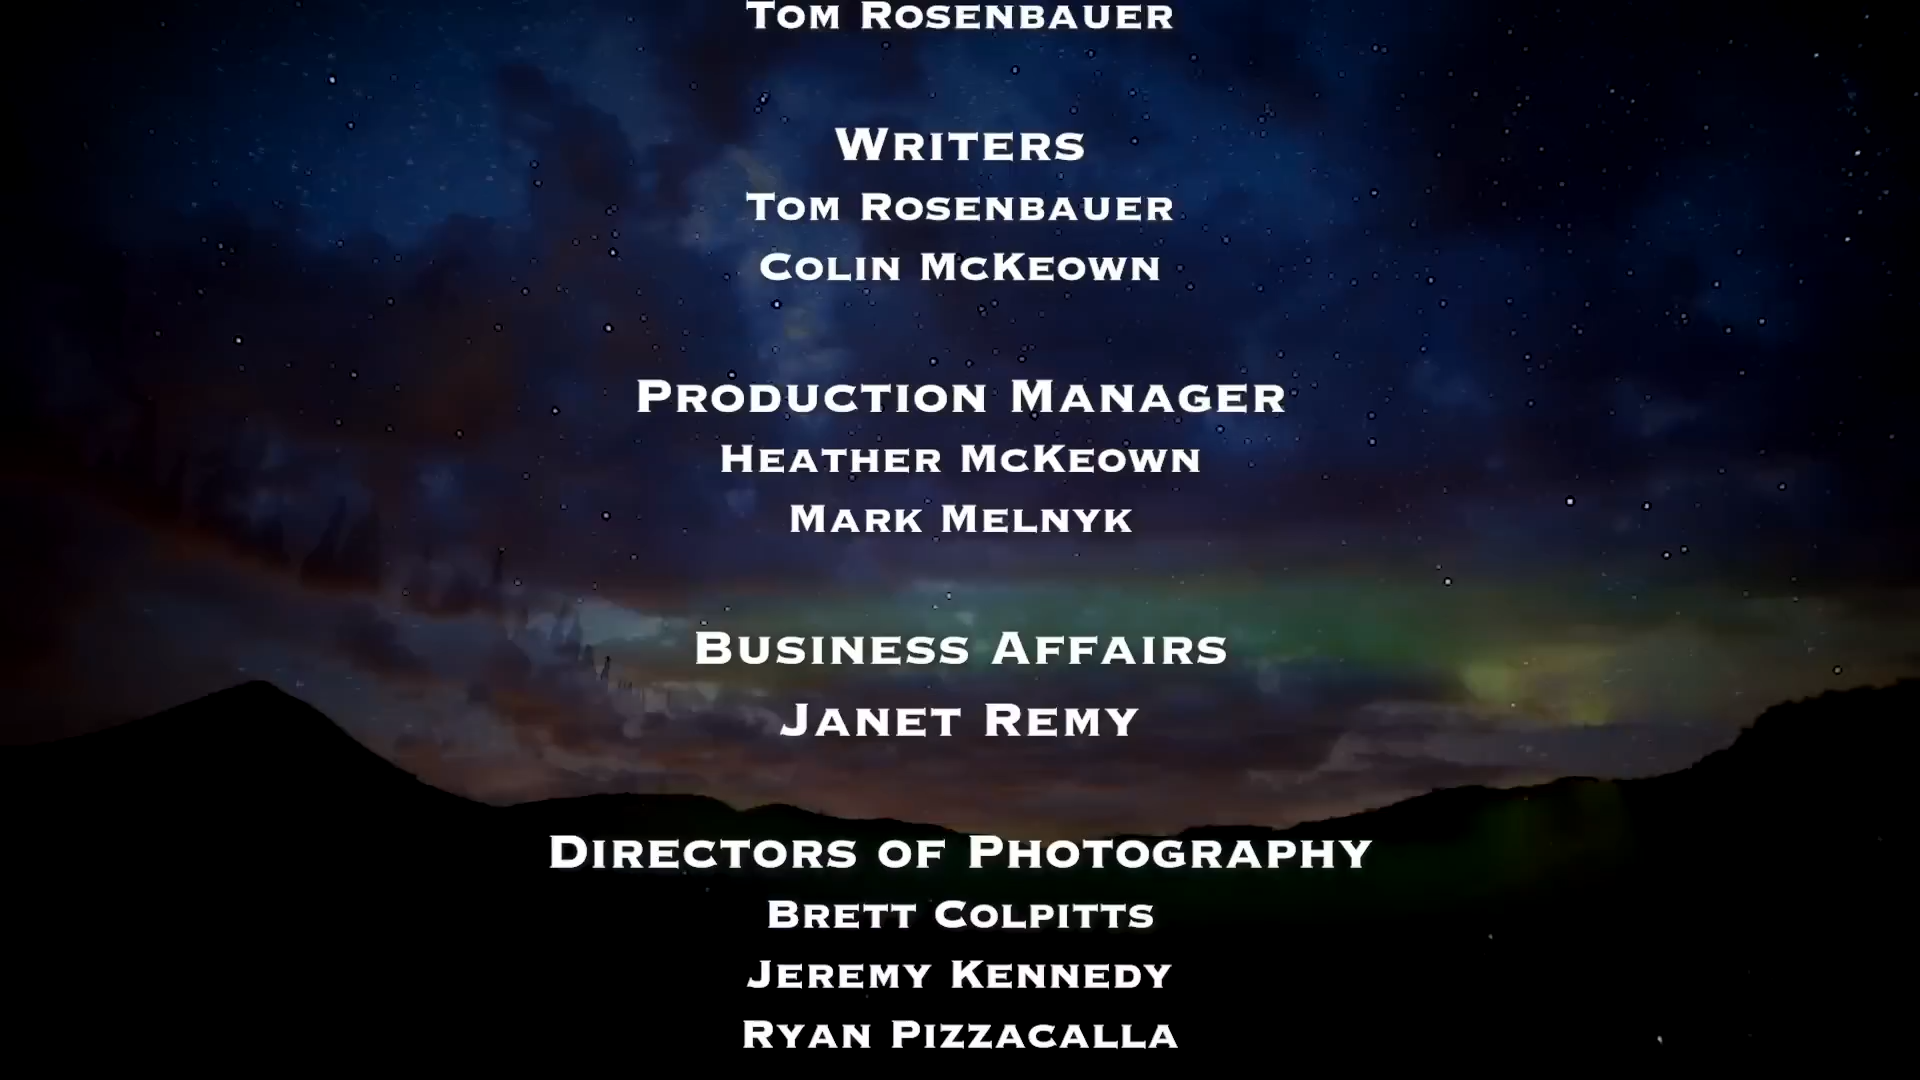 Tom Rosenbauer
Writers
Tom Rosenbauer
Colin McKeown
Production Manager
Heather McKeown
Mark Melnyk
Business Affairs
Janet Remy
Directors of Photography
Brett Colpitts
Jeremy Kennedy
Ryan Pizzacalla